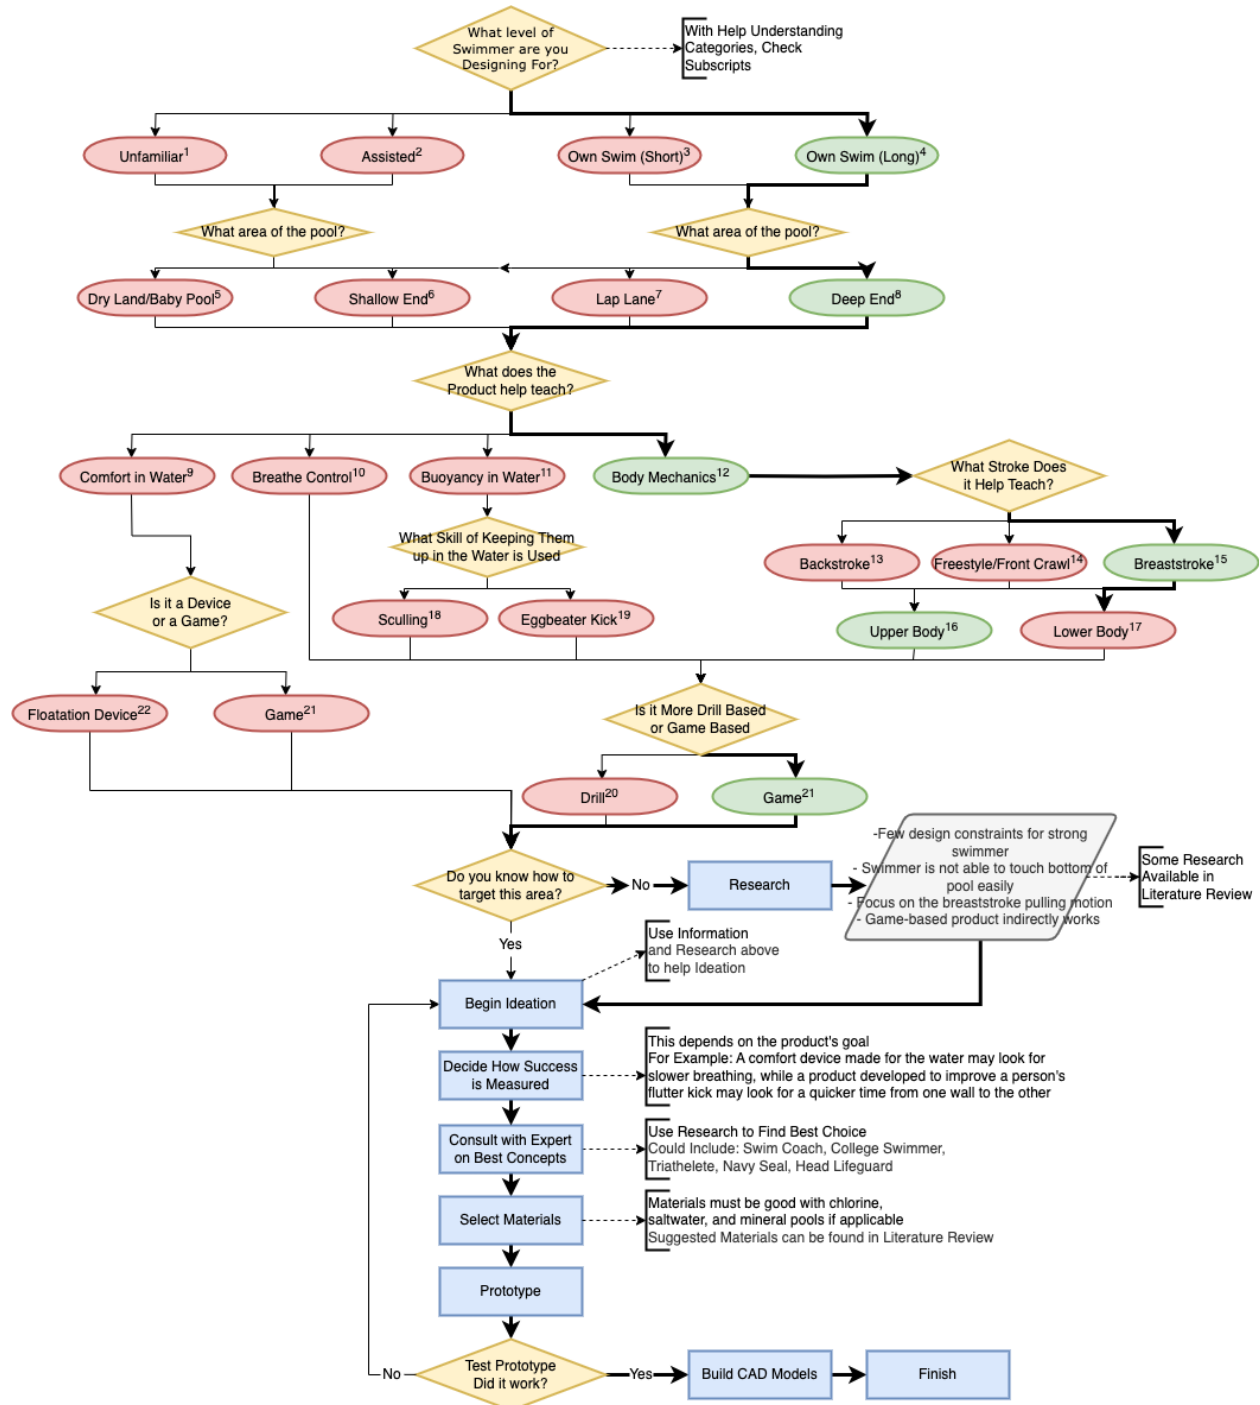 What level of
Swimmer are you
Designing For?
With Help Understanding
Categories, Check
Subscripts
Unfamiliar1
Assisted2
Own Swim (Short)3
Own Swim (Long)4
What area of the pool?
What area of the pool?
Dry Land/Baby Pool5
Shallow End6
Lap Lane7
Deep End8
What does the
Product help teach?
Comfort in Water9
Breathe Control10
Buoyancy in Water11
Body Mechanics12
What Stroke Does
it Help Teach?
What Skill of Keeping Them
up in the Water is Used
Backstroke13
Freestyle/Front Crawl14
Breaststroke15
Is it a Device
or a Game?
Sculling18
Eggbeater Kick19
Upper Body16
Lower Body17
Floatation Device22
Game21
Is it More Drill Based
or Game Based
Drill20
Game21
Do you know how to
target this area?
No
Research
-Few design constraints for strong
swimmer
- Swimmer is not able to touch bottom of
pool easily
- Focus on the breaststroke pulling motion
- Game-based product indirectly works
Some Research
Available in
Literature Review
Yes
Use Information
and Research above
to help Ideation
Begin Ideation
Decide How Success
is Measured
This depends on the product's goal
For Example: A comfort device made for the water may look for
slower breathing, while a product developed to improve a person's
flutter kick may look for a quicker time from one wall to the other
Consult with Expert
on Best Concepts
Use Research to Find Best Choice
Could Include: Swim Coach, College Swimmer,
Triathelete, Navy Seal, Head Lifeguard
Select Materials
Materials must be good with chlorine,
saltwater, and mineral pools if applicable
Suggested Materials can be found in Literature Review
Prototype
Test Prototype
Did it work?
No
Yes
Build CAD Models
Finish